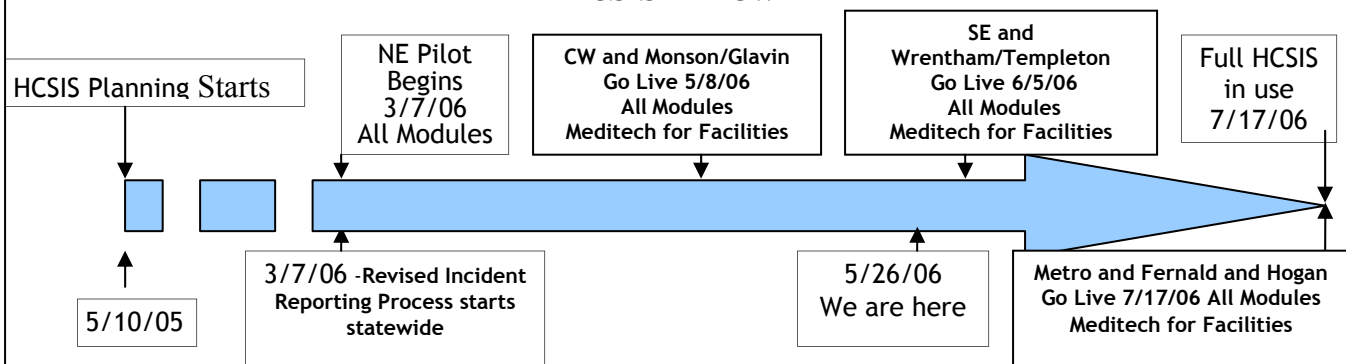 HCSIS Planning Starts
NE Pilot
Begins
3/7/06
All Modules
CW and Monson/Glavin
Go Live 5/8/06
All Modules
Meditech for Facilities
SE and
Wrentham/Templeton
Go Live 6/5/06
All Modules
Meditech for Facilities
Full HCSIS
in use
7/17/06
5/10/05
3/7/06 -Revised Incident
Reporting Process starts
statewide
5/26/06
We are here
Metro and Fernald and Hogan
Go Live 7/17/06 All Modules
Meditech for Facilities